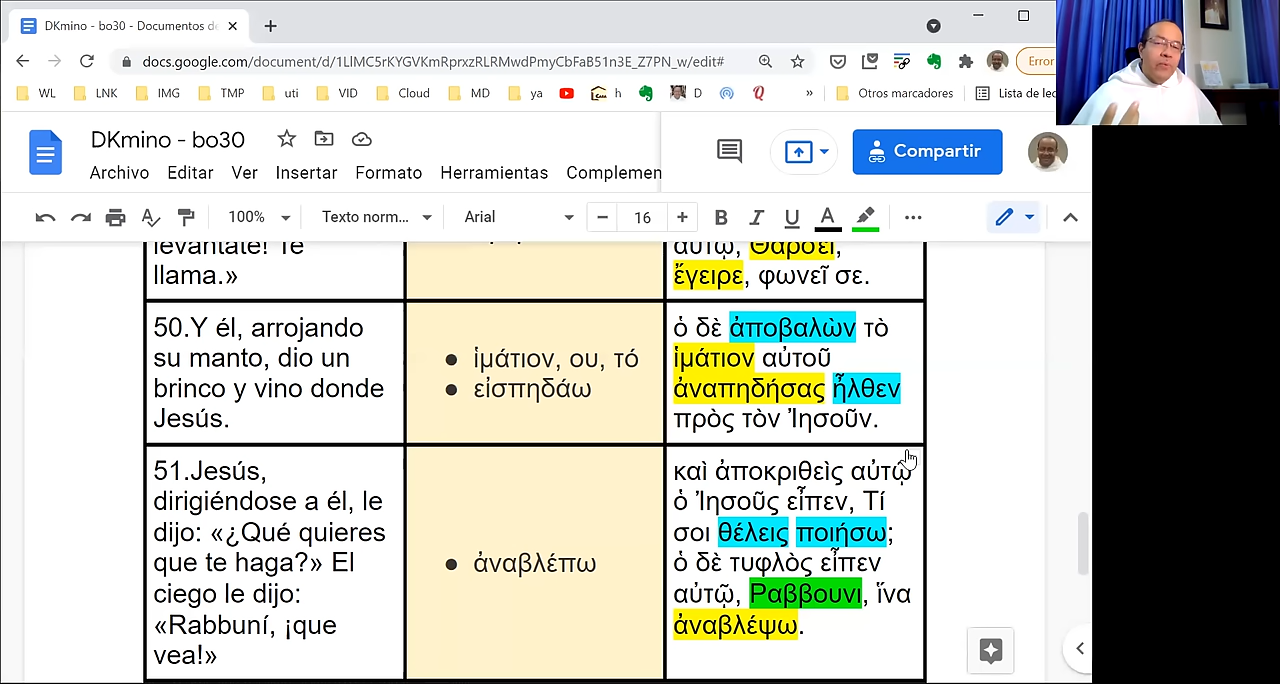 DKmino - bo30 - Documentos de
docs.google.com/document/d/1LIMC5rKYGVKmRprxzRLRMwdPmyCbFaB51n3E_Z7PN_w/edit#
Error
WL LNK IMG TMP uti VID Cloud MD ya h D » Otros marcadores Lista de lec
DKmino - bo30
Compartir
Archivo Editar Ver Insertar Formato Herramientas Complemen
100% Texto norm... Arial 16 B I U A
levántate! Te
llama.»
αὐτῷ, Θάρσει,
ἔγειρε, φωνεῖ σε.
50.Y él, arrojando
su manto, dio un
brinco y vino donde
Jesús.
● ἱμάτιον, ου, τό
● εἰσπηδάω
ὁ δὲ ἀποβαλὼν τὸ
ἱμάτιον αὐτοῦ
ἀναπηδήσας ἦλθεν
πρὸς τὸν Ἰησοῦν.
51.Jesús,
dirigiéndose a él, le
dijo: «¿Qué quieres
que te haga?» El
ciego le dijo:
«Rabbuní, ¡que
vea!»
● ἀναβλέπω
καὶ ἀποκριθεὶς αὐτῷ
ὁ Ἰησοῦς εἶπεν, Τί
σοι θέλεις ποιήσω;
ὁ δὲ τυφλὸς εἶπεν
αὐτῷ, Ραββουνι, ἵνα
ἀναβλέψω.